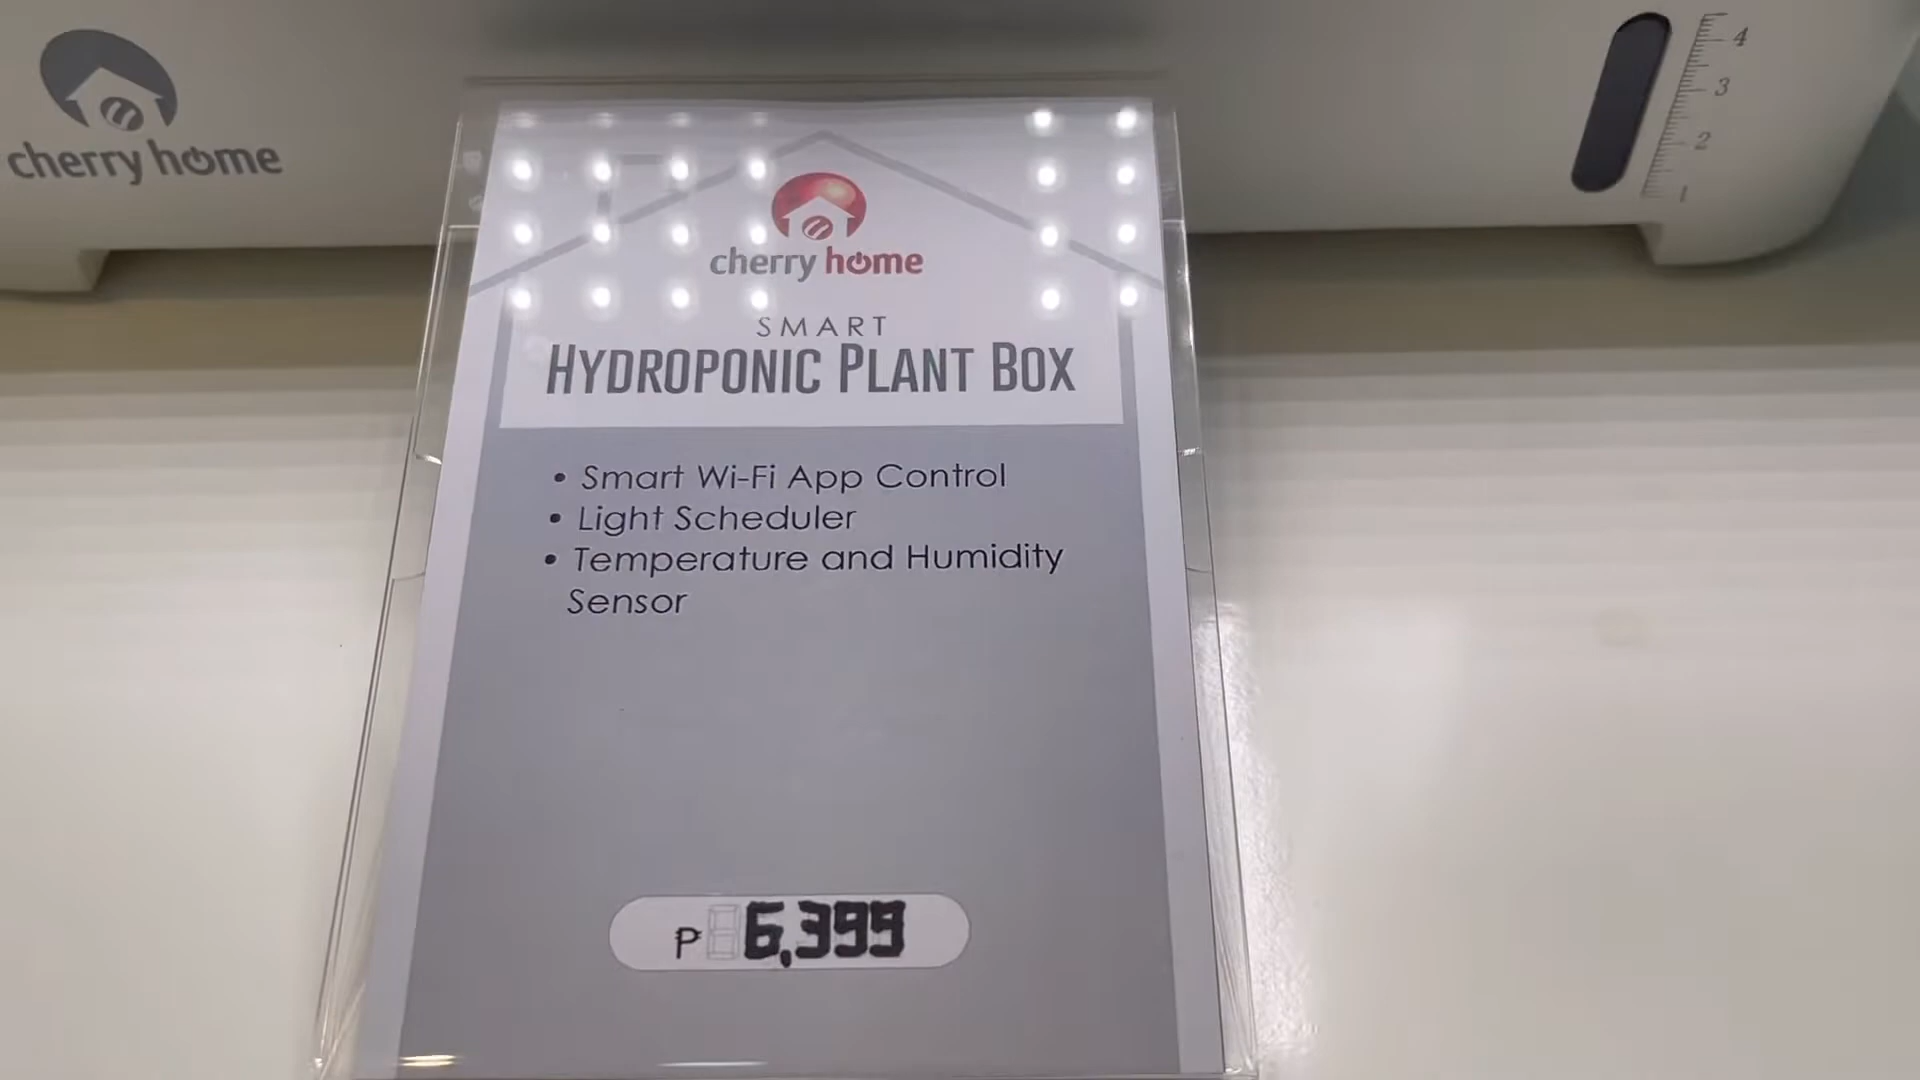 cherry home
4
3
2
1
cherry home
SMART
HYDROPONIC PLANT BOX
• Smart Wi-Fi App Control
• Light Scheduler
• Temperature and Humidity
Sensor
₱ 6,399